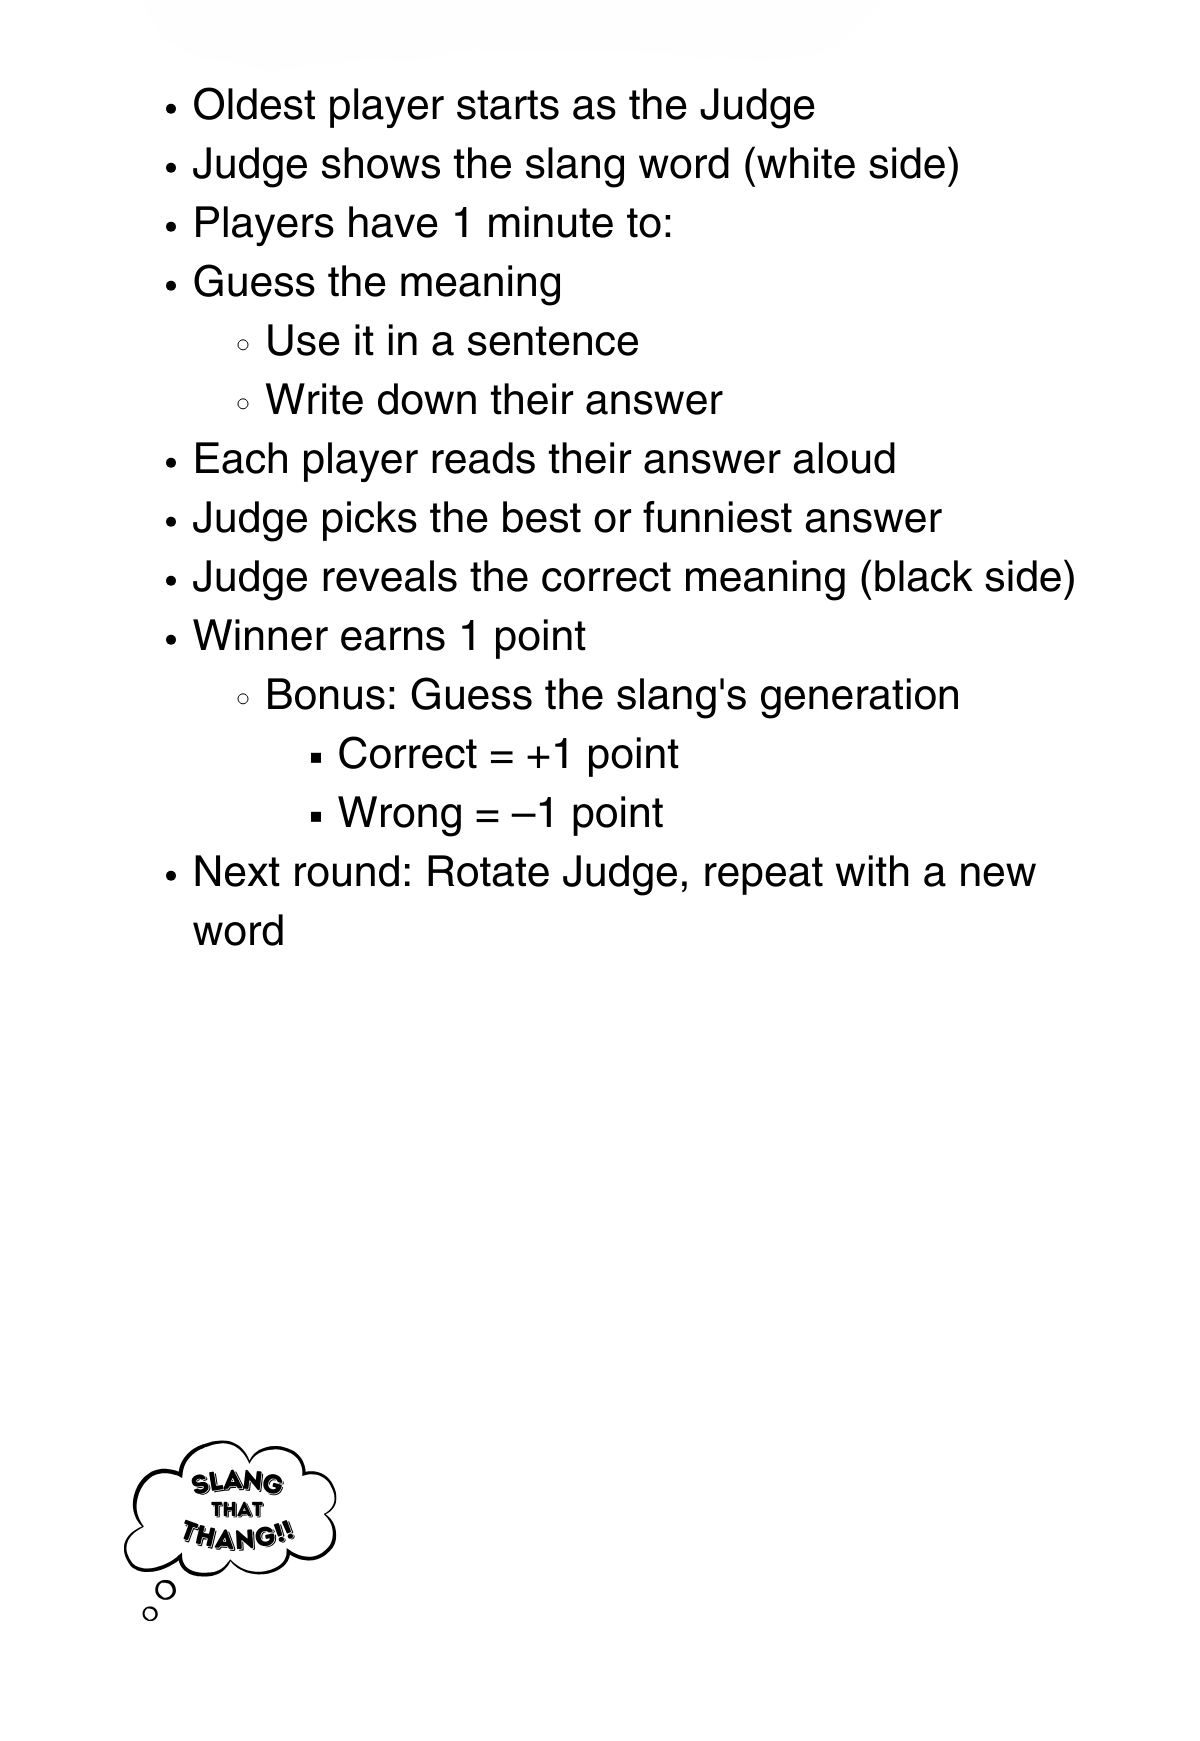 • Oldest player starts as the Judge
• Judge shows the slang word (white side)
• Players have 1 minute to:
• Guess the meaning
◦ Use it in a sentence
◦ Write down their answer
• Each player reads their answer aloud
• Judge picks the best or funniest answer
• Judge reveals the correct meaning (black side)
• Winner earns 1 point
◦ Bonus: Guess the slang's generation
▪ Correct = +1 point
▪ Wrong = –1 point
• Next round: Rotate Judge, repeat with a new
word
SLANG
THAT
THANG!!